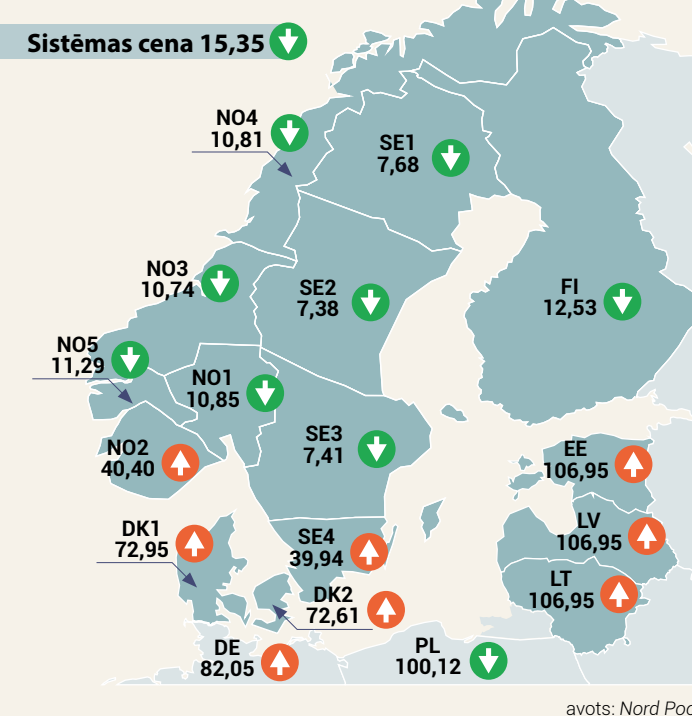 Sistēmas cena 15,35
NO4
10,81
SE1
7,68
NO3
10,74
SE2
7,38
FI
12,53
NO5
11,29
NO1
10,85
NO2
40,40
SE3
7,41
EE
106,95
DK1
72,95
SE4
39,94
LV
106,95
LT
106,95
DK2
72,61
DE
82,05
PL
100,12
avots: Nord